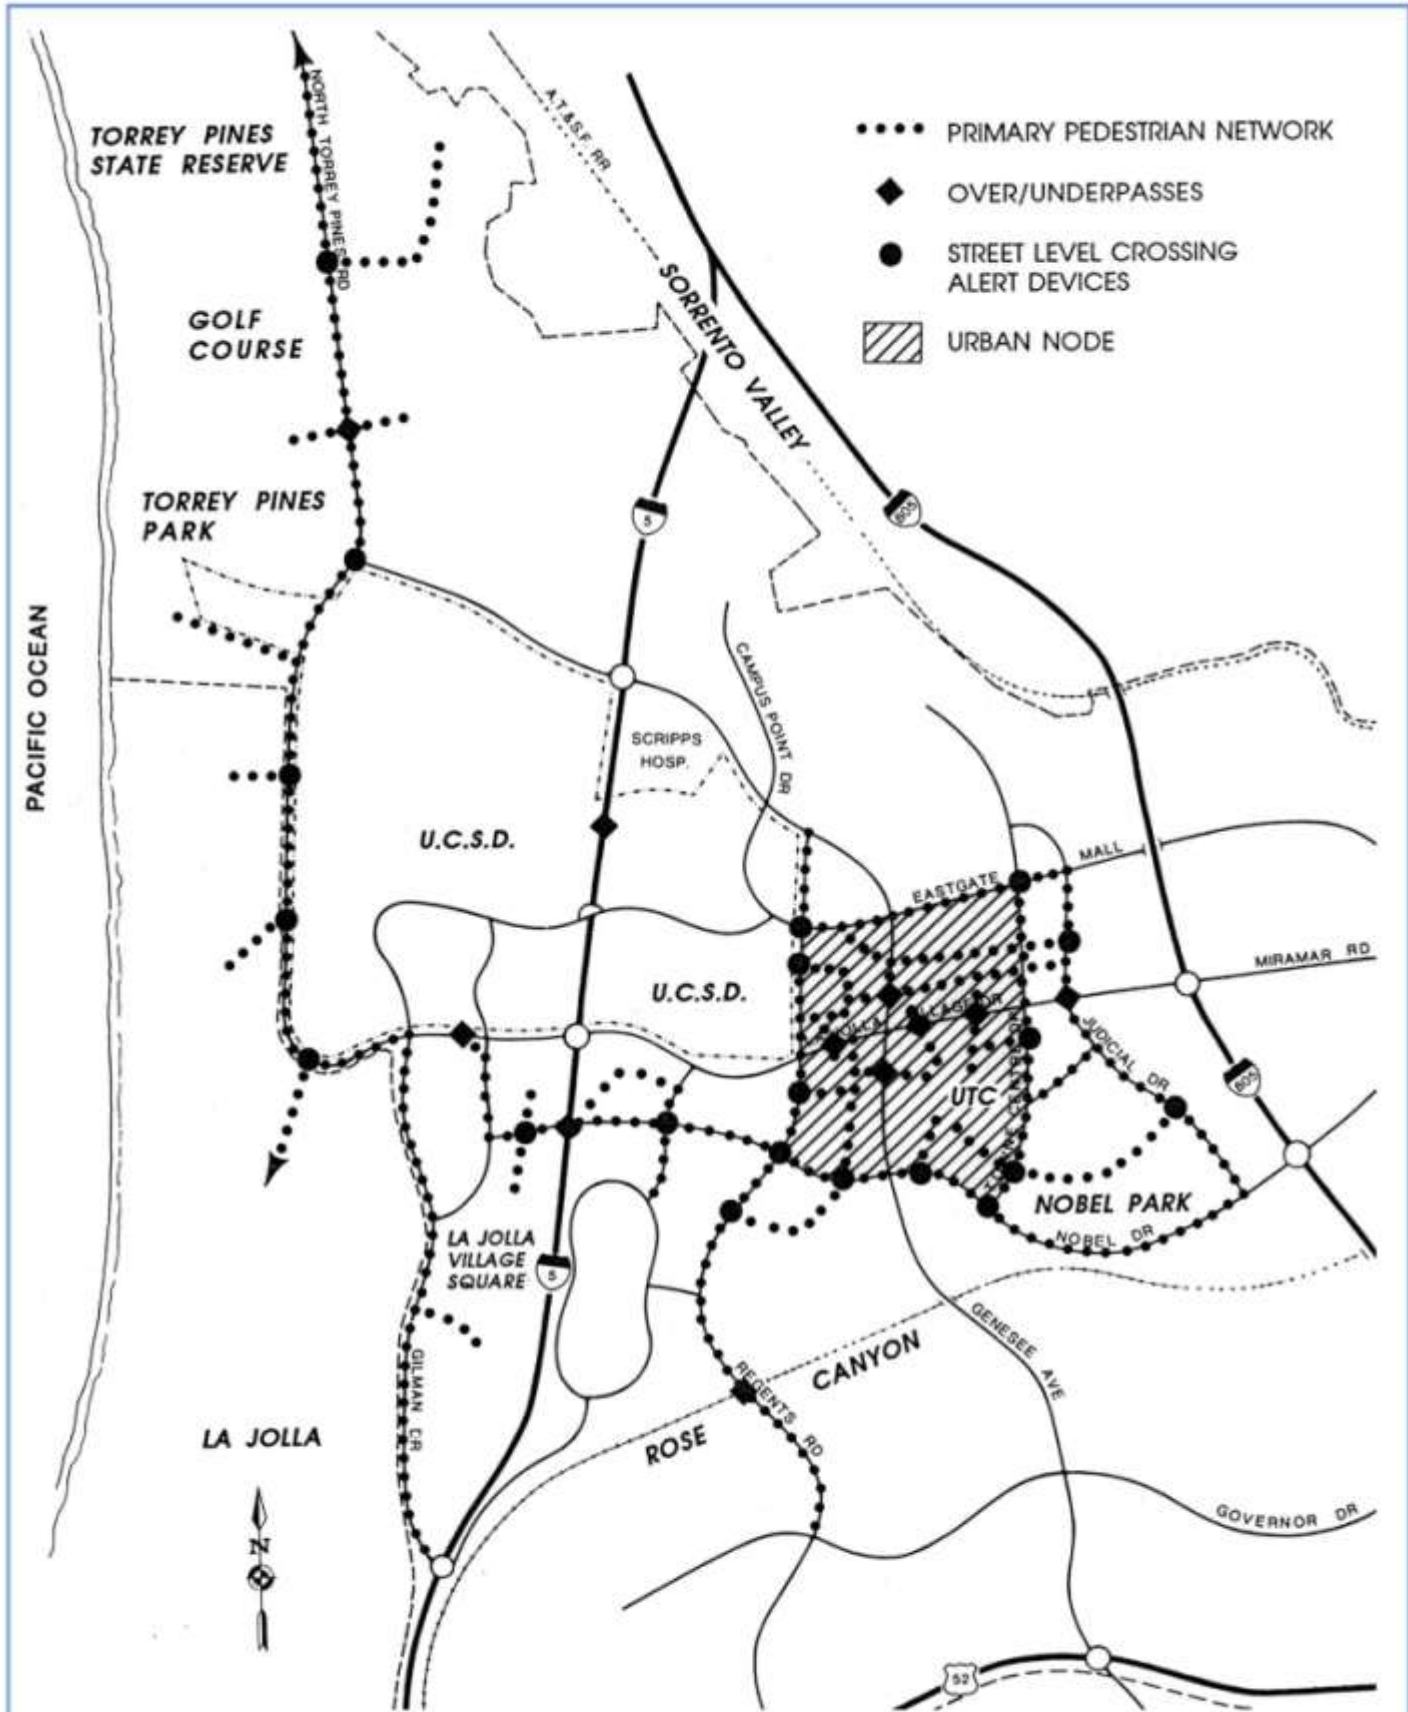 NORTH TORREY PINES RD
TORREY PINES
STATE RESERVE
A.T.&S.F. RR
PRIMARY PEDESTRIAN NETWORK
OVER/UNDERPASSES
STREET LEVEL CROSSING
ALERT DEVICES
URBAN NODE
GOLF
COURSE
SORRENTO VALLEY
TORREY PINES
PARK
5
805
PACIFIC OCEAN
CAMPUS POINT DR
SCRIPPS
HOSP.
U.C.S.D.
EASTGATE
MALL
U.C.S.D.
MIRAMAR RD
VILLAGE DR
JUDICIAL DR
805
UTC
NOBEL PARK
NOBEL DR
LA JOLLA
VILLAGE
SQUARE
5
GENESEE AVE
GILMAN DR
REGENTS RD
ROSE CANYON
LA JOLLA
GOVERNOR DR
N
52